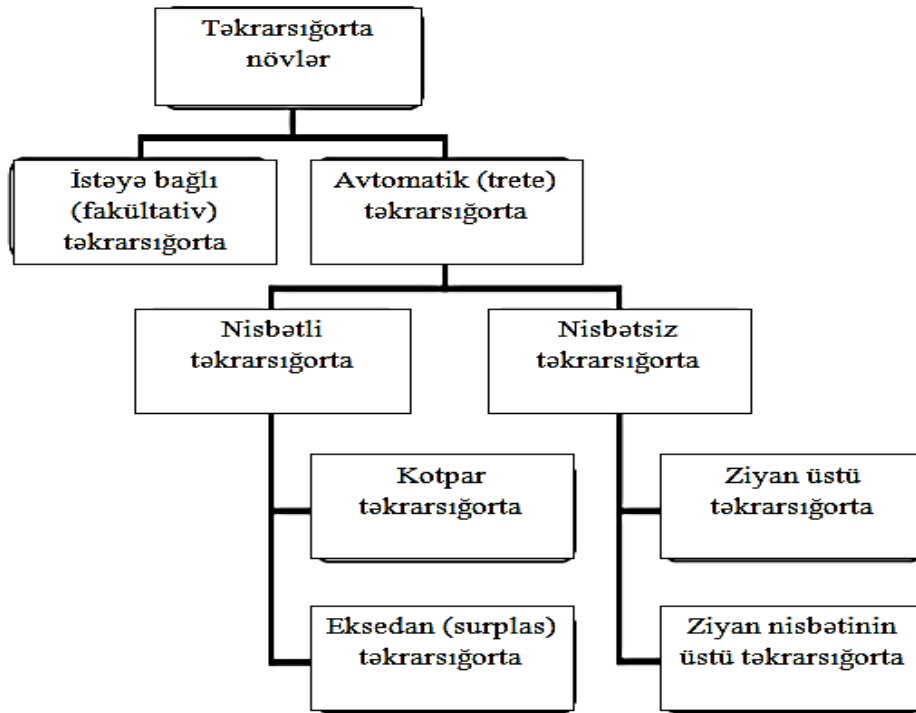 Təkrarsığorta
növlər
İstəyə bağlı
(fakültativ)
təkrarsığorta
Avtomatik (trete)
təkrarsığorta
Nisbətli
təkrarsığorta
Nisbətsiz
təkrarsığorta
Kotpar
təkrarsığorta
Ziyan üstü
təkrarsığorta
Eksedan (surplas)
təkrarsığorta
Ziyan nisbətinin
üstü təkrarsığorta